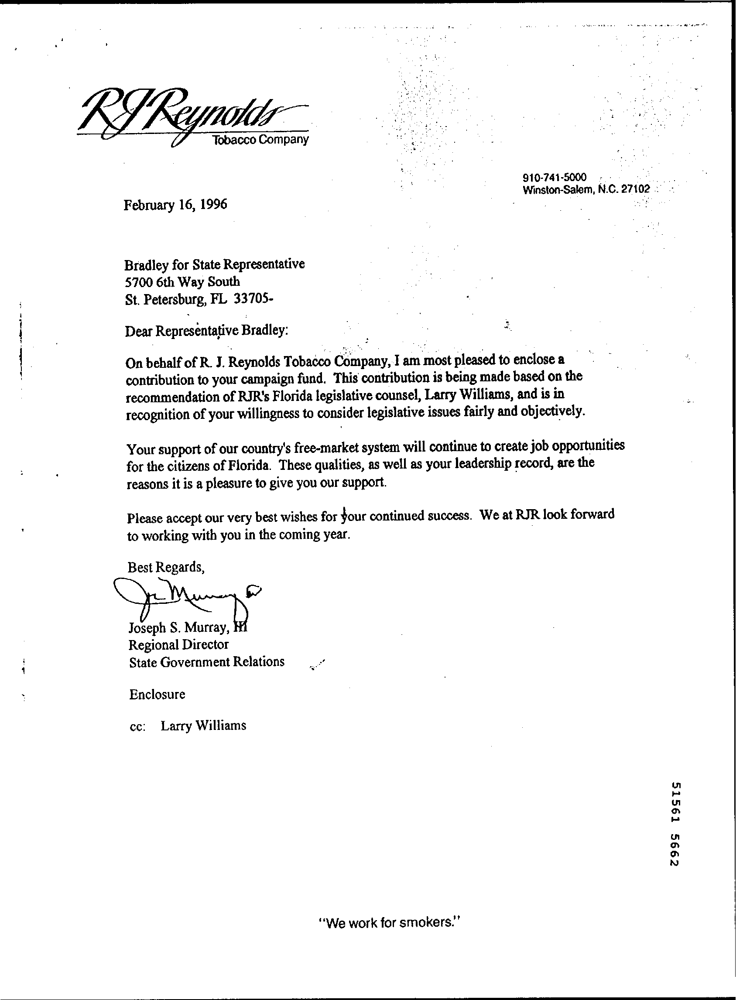 RJReynolds
Tobacco Company
910-741-5000
Winston-Salem, N.C. 27102
February 16, 1996
Bradley for State Representative
5700 6th Way South
St. Petersburg, FL 33705-
Dear Representative Bradley:
On behalf of R. J. Reynolds Tobacco Company, I am most pleased to enclose a
contribution to your campaign fund. This contribution is being made based on the
recommendation of RJR's Florida legislative counsel, Larry Williams, and is in
recognition of your willingness to consider legislative issues fairly and objectively.
Your support of our country's free-market system will continue to create job opportunities
for the citizens of Florida. These qualities, as well as your leadership record, are the
reasons it is a pleasure to give you our support.
Please accept our very best wishes for your continued success. We at RJR look forward
to working with you in the coming year.
Best Regards,
Joseph S. Murray, III
Regional Director
State Government Relations
Enclosure
cc: Larry Williams
51561 5662
"We work for smokers."